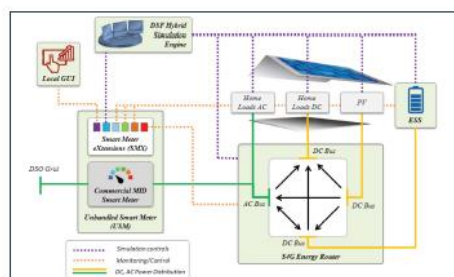 DSF Hybrid
Simulation
Engine
Local GUI
Home
Loads AC
Home
Loads DC
PV
ESS
Smart Meter
eXtensions (SMX)
DSO Grid
Commercial MID
Smart Meter
Unbundled Smart Meter
(USM)
DC Bus
AC Bus
DC Bus
DC Bus
S4G Energy Router
Simulation controls
Monitoring/Control
DC, AC Power Distribution